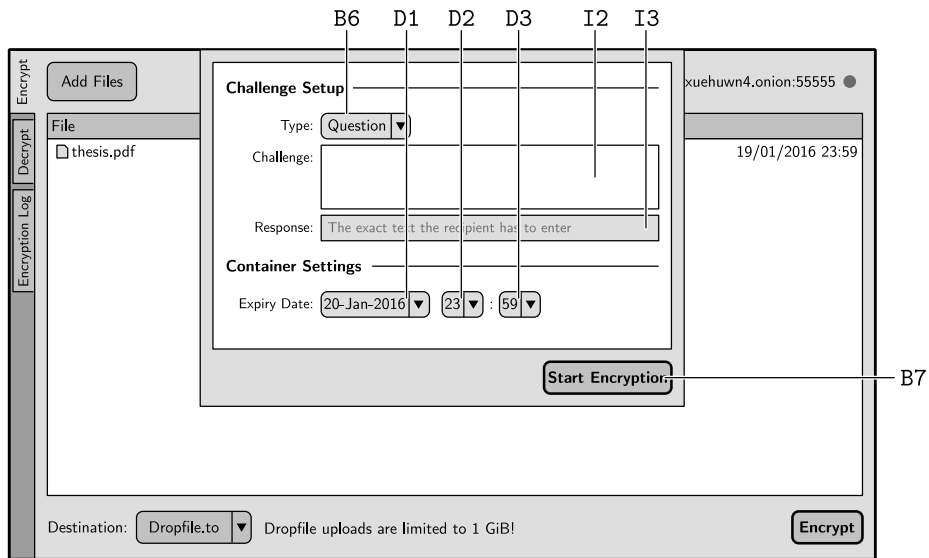 B6 D1 D2 D3 I2 I3
Encrypt
Decrypt
Encryption Log
Add Files
xuehuwn4.onion:55555
File
thesis.pdf
19/01/2016 23:59
Challenge Setup
Type: Question
Challenge:
Response: The exact text the recipient has to enter
Container Settings
Expiry Date: 20-Jan-2016 23 : 59
Start Encryption
B7
Destination: Dropfile.to Dropfile uploads are limited to 1 GiB!
Encrypt